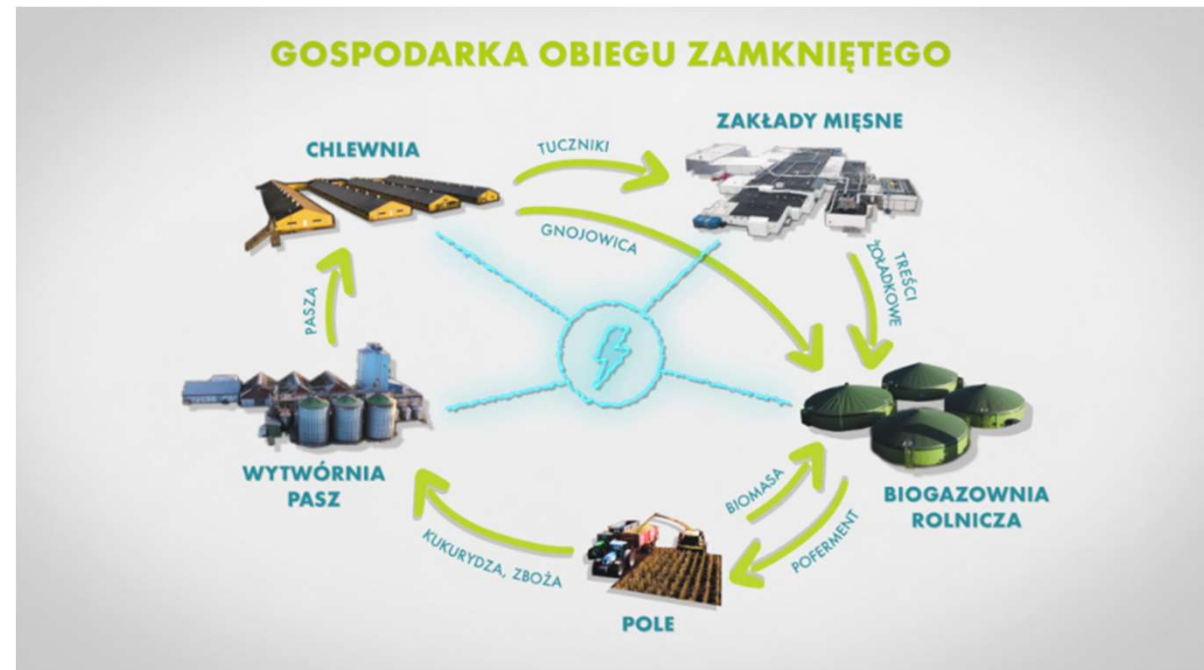 GOSPODARKA OBIEGU ZAMKNIĘTEGO
ZAKŁADY MIĘSNE
CHLEWNIA
TUCZNIKI
GNOJOWICA
TREŚCI
ŻOŁĄDKOWE
PASZA
WYTWÓRNIA
PASZ
BIOMASA
BIOGAZOWNIA
ROLNICZA
POFERMENT
KUKURYDZA, ZBOŻA
POLE